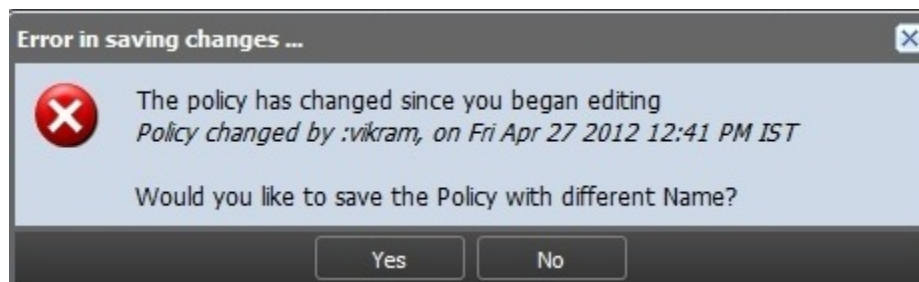 Error in saving changes ...
The policy has changed since you began editing
Policy changed by :vikram, on Fri Apr 27 2012 12:41 PM IST
Would you like to save the Policy with different Name?
Yes
No